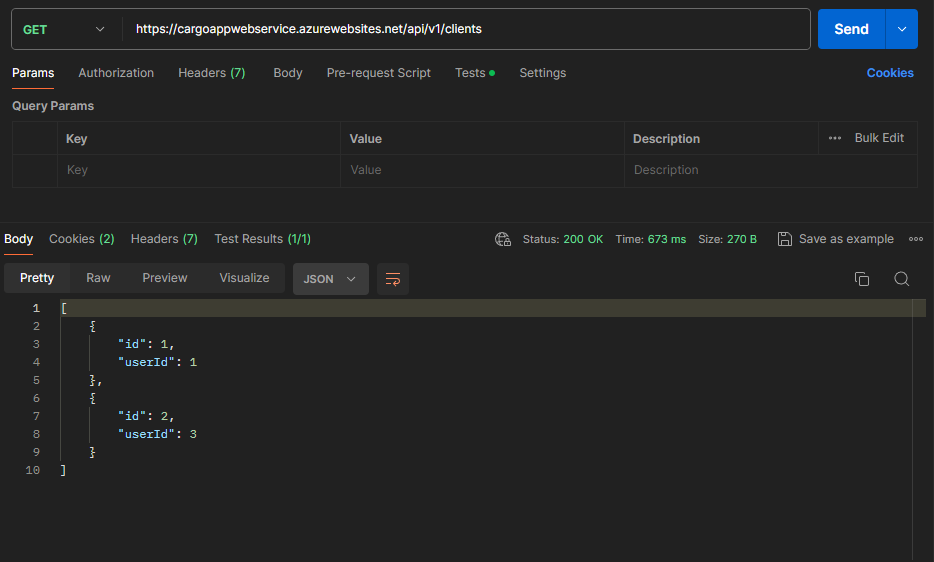 GET https://cargoappwebservice.azurewebsites.net/api/v1/clients Send
Params Authorization Headers (7) Body Pre-request Script Tests Settings Cookies
Query Params
Key Value Description ••• Bulk Edit
Key Value Description
Body Cookies (2) Headers (7) Test Results (1/1) Status: 200 OK Time: 673 ms Size: 270 B Save as example
Pretty Raw Preview Visualize JSON
1 [
2 {
3 "id": 1,
4 "userId": 1
5 },
6 {
7 "id": 2,
8 "userId": 3
9 }
10 ]